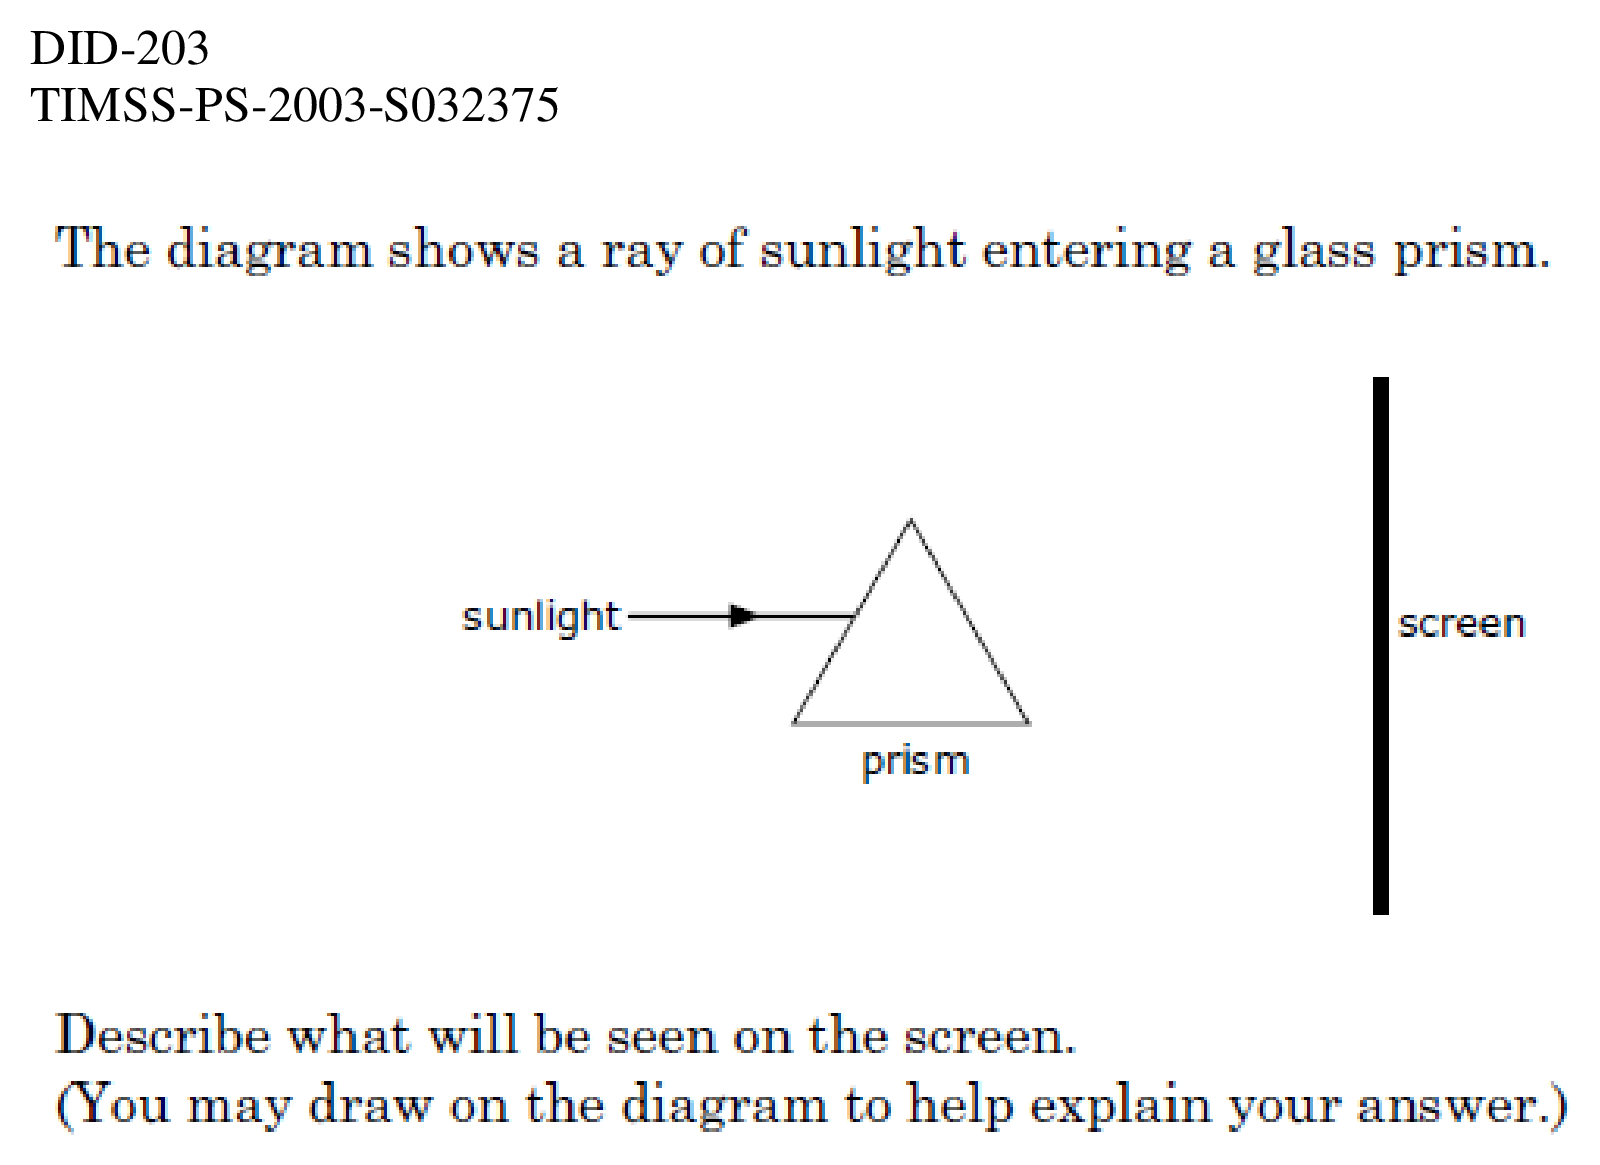 DID-203
TIMSS-PS-2003-S032375
The diagram shows a ray of sunlight entering a glass prism.
sunlight
screen
prism
Describe what will be seen on the screen.
(You may draw on the diagram to help explain your answer.)